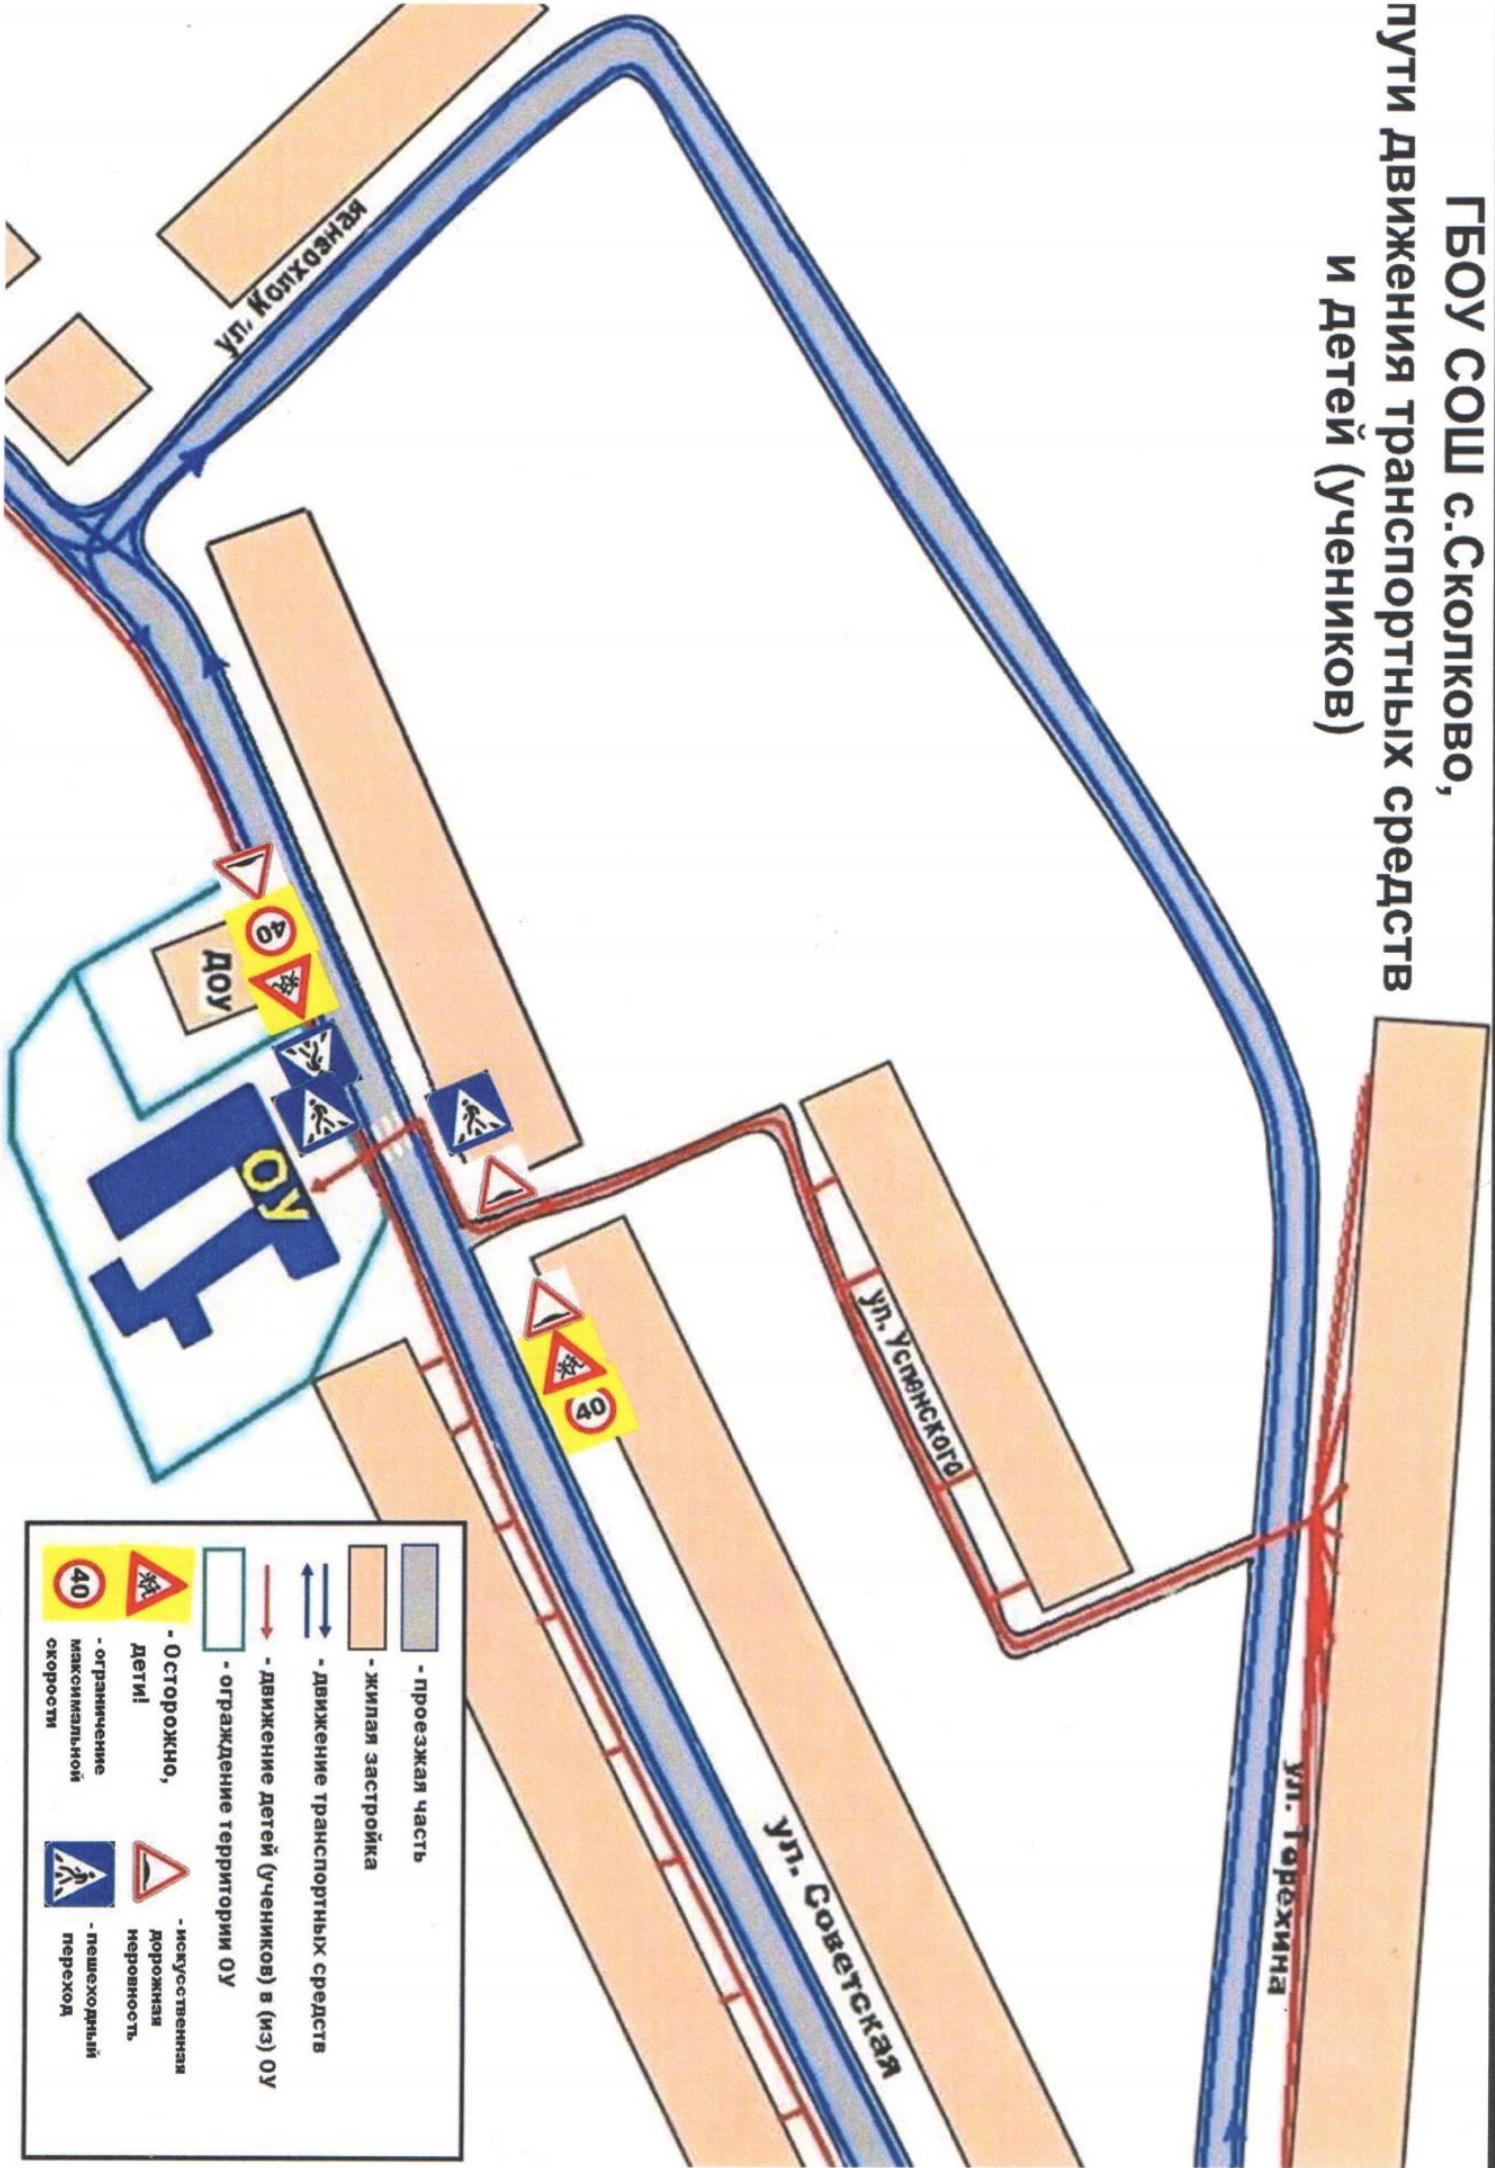 ГБОУ СОШ с.Сколково,
пути движения транспортных средств
и детей (учеников)
ул. Колхозная
ул. Терехина
ул. Успенского
ул. Советская
40
ДОУ
ОУ
40
- проезжая часть
- жилая застройка
- движение транспортных средств
- движение детей (учеников) в (из) ОУ
- ограждение территории ОУ
- Осторожно,
дети!
40
- ограничение
максимальной
скорости
- искусственная
дорожная
неровность
- пешеходный
переход